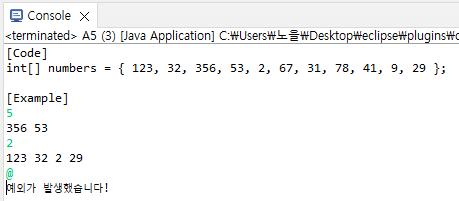 Console
<terminated> A5 (3) [Java Application] C:₩Users₩노을₩Desktop₩eclipse₩plugins₩
[Code]
int[] numbers = { 123, 32, 356, 53, 2, 67, 31, 78, 41, 9, 29 };
[Example]
5
356 53
2
123 32 2 29
@
예외가 발생했습니다!